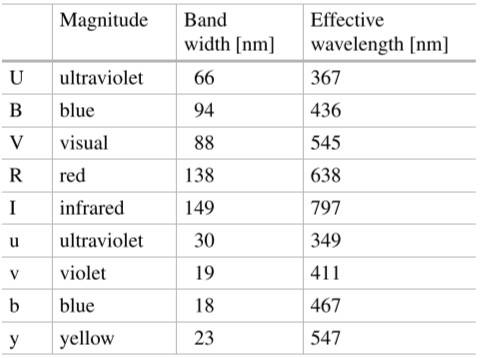 Magnitude Band width [nm] Effective wavelength [nm]
U ultraviolet 66 367
B blue 94 436
V visual 88 545
R red 138 638
I infrared 149 797
u ultraviolet 30 349
v violet 19 411
b blue 18 467
y yellow 23 547